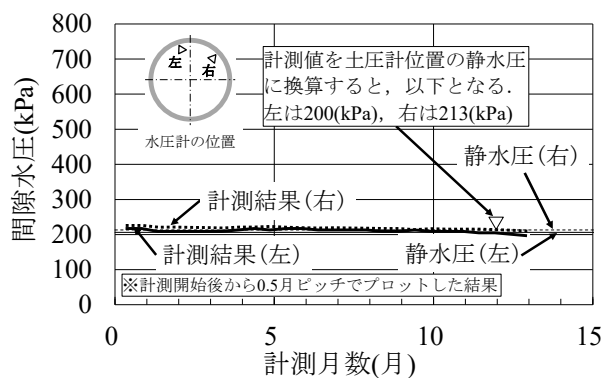 800
700
600
500
400
300
200
100
0
間隙水圧(kPa)
左
右
水圧計の位置
計測値を土圧計位置の静水圧
に換算すると，以下となる．
左は200(kPa)，右は213(kPa)
計測結果(右)
静水圧(右)
計測結果(左)
静水圧(左)
※計測開始後から0.5月ピッチでプロットした結果
0
5
10
15
計測月数(月)